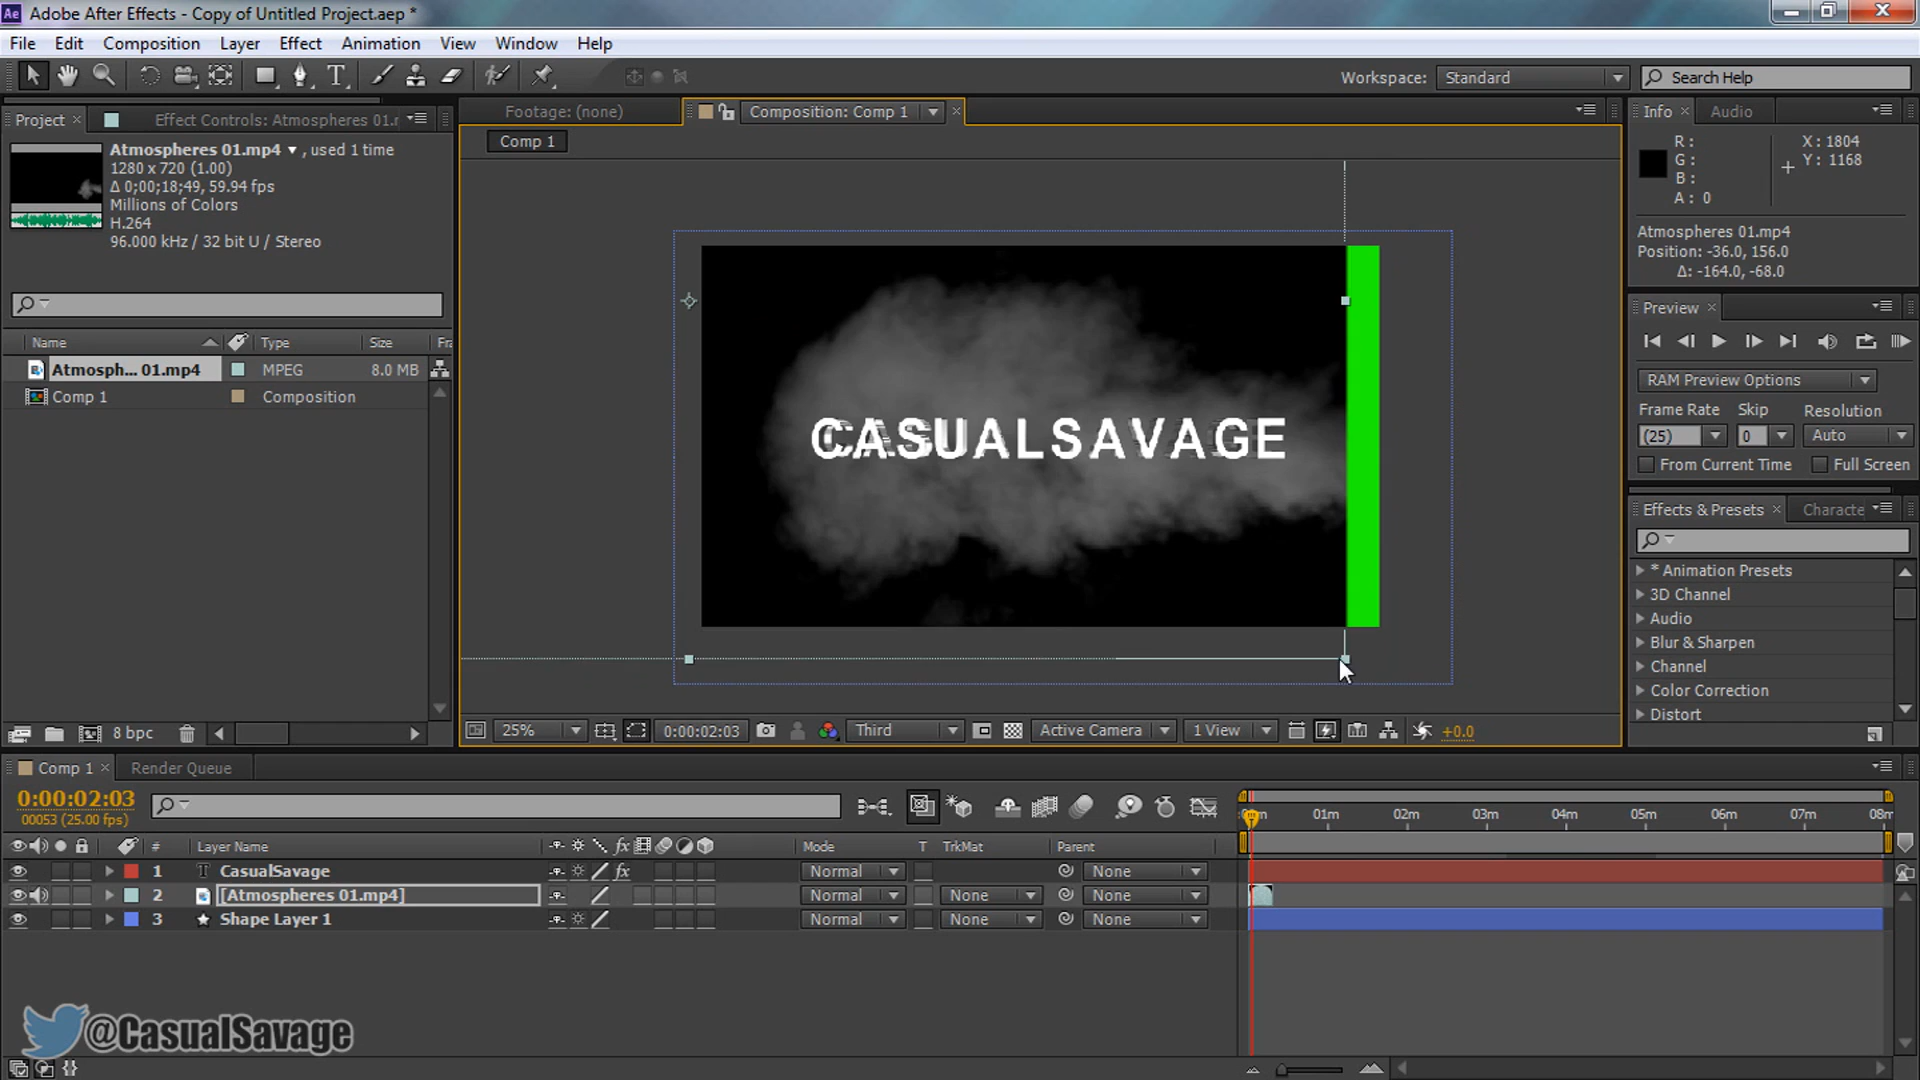 Ae Adobe After Effects - Copy of Untitled Project.aep *
File Edit Composition Layer Effect Animation View Window Help
Workspace: Standard Search Help
Project Effect Controls: Atmospheres 01.r
Footage: (none) Composition: Comp 1
Info Audio
Atmospheres 01.mp4 ▼ , used 1 time
1280 x 720 (1.00)
Δ 0;00;18;49, 59.94 fps
Millions of Colors
H.264
96.000 kHz / 32 bit U / Stereo
Comp 1
R : X : 1804
G : Y : 1168
B :
A : 0
Atmospheres 01.mp4
Position: -36.0, 156.0
Δ: -164.0, -68.0
Name Type Size Fra
Atmosph... 01.mp4 MPEG 8.0 MB
Comp 1 Composition
CASUALSAVAGE
Preview
RAM Preview Options
Frame Rate Skip Resolution
(25) 0 Auto
From Current Time Full Screen
Effects & Presets Characte
* Animation Presets
3D Channel
Audio
Blur & Sharpen
Channel
Color Correction
Distort
8 bpc
25% 0:00:02:03 Third Active Camera 1 View +0.0
Comp 1 Render Queue
0:00:02:03
00053 (25.00 fps)
01m 02m 03m 04m 05m 06m 07m 08m
# Layer Name fx Mode T TrkMat Parent
1 T CasualSavage fx Normal None
2 [Atmospheres 01.mp4] Normal None None
3 Shape Layer 1 Normal None None
@CasualSavage